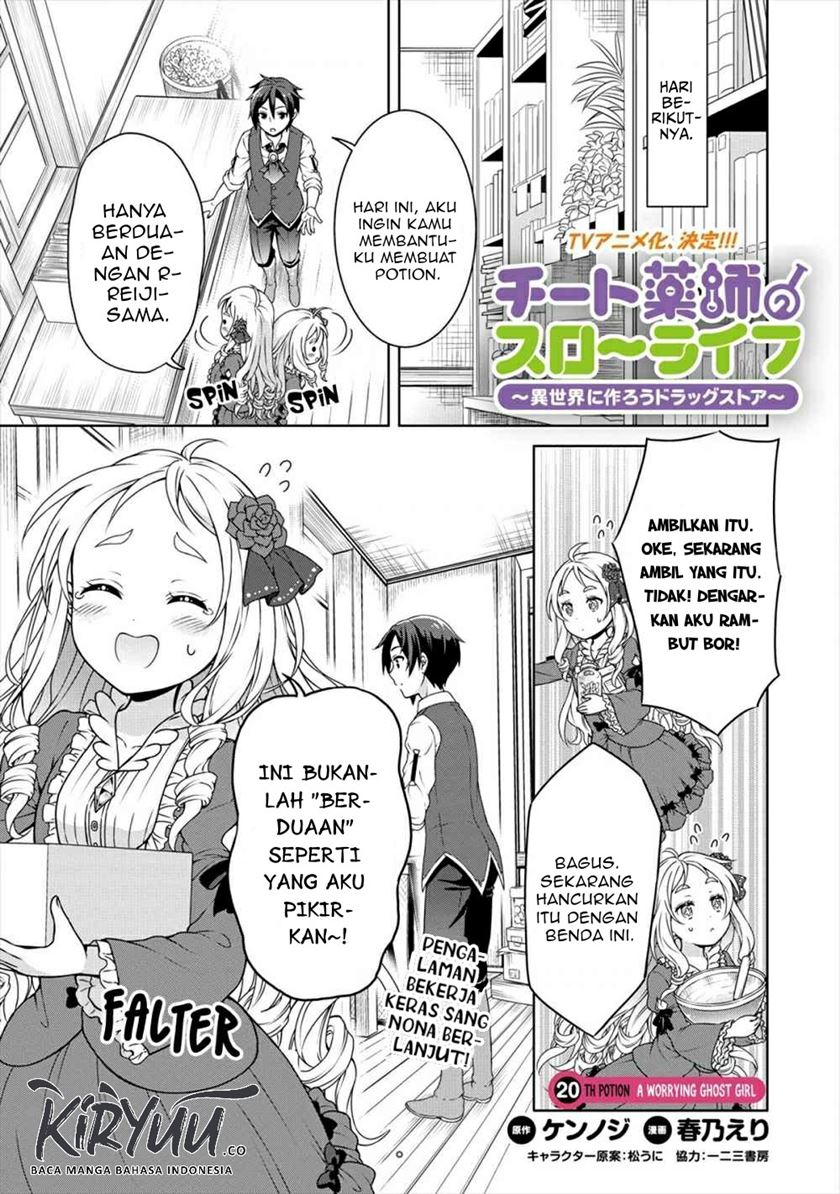 HARI
BE-
RIKUT-
NYA.
TVアニメ化、決定!!!
チート薬師の
スローライフ
～異世界に作ろうドラッグストア～
HARI INI, AKU
INGIN KAMU
MEMBANTU-
KU MEMBUAT
POTION.
HANYA
BERDUA-
AN DE-
NGAN R-
REIJI-
SAMA.
SPiN
SPiN
AMBILKAN ITU.
OKE, SEKARANG
AMBIL YANG ITU.
TIDAK! DENGAR-
KAN AKU RAM-
BUT BOR!
BAGUS.
SEKARANG
HANCURKAN
ITU DENGAN
BENDA INI.
INI BUKAN-
LAH "BER-
DUAAN"
SEPERTI
YANG AKU
PIKIR-
KAN~!
PENGA-
LAMAN
BEKERJA
KERAS SANG
NONA BER-
LANJUT!
FALTER
20TH POTION A WORRYING GHOST GIRL
原作 ケンノジ 漫画 春乃えり
キャラクター原案:松うに 協力:一二三書房
KiRYUU.CO
BACA MANGA BAHASA INDONESIA